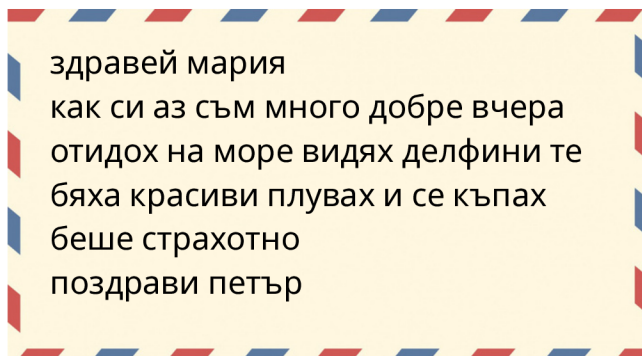 здравей мария
как си аз съм много добре вчера
отидох на море видях делфини те
бяха красиви плувах и се къпах
беше страхотно
поздрави петър